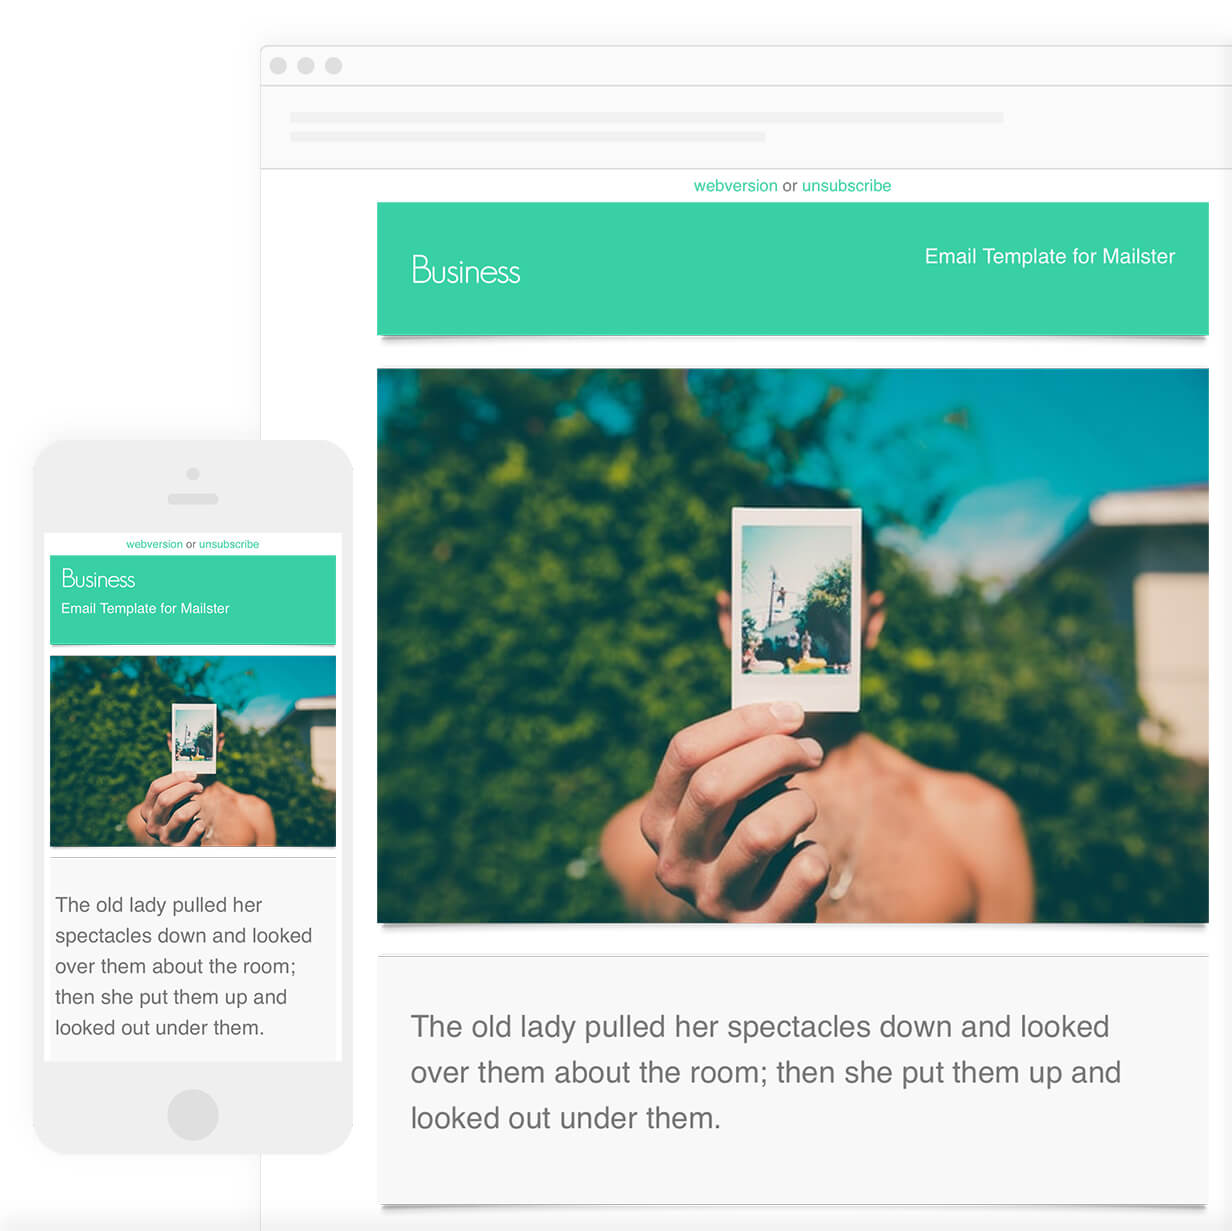 webversion or unsubscribe
Business
Email Template for Mailster
The old lady pulled her spectacles down and looked
over them about the room; then she put them up and
looked out under them.
webversion or unsubscribe
Business
Email Template for Mailster
The old lady pulled her
spectacles down and looked
over them about the room;
then she put them up and
looked out under them.